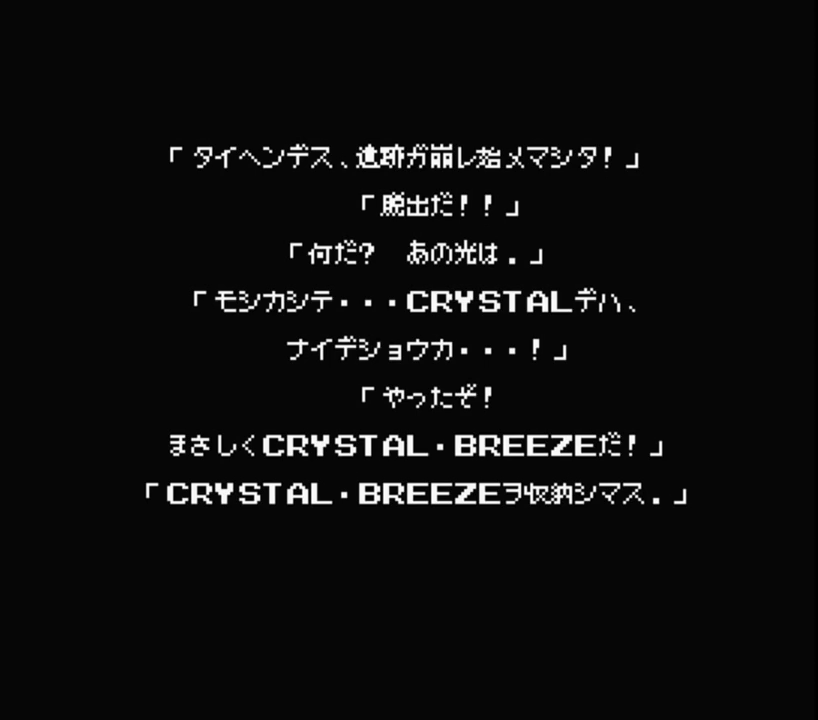 「タイヘンデス、遺跡ガ崩レ始メマシタ!」
「脱出だ!!」
「何だ? あの光は.」
「モシカシテ・・・CRYSTALデハ、
ナイデショウカ・・・!」
「やったぞ!
まさしくCRYSTAL・BREEZEだ!」
「CRYSTAL・BREEZEヲ収納シマス.」